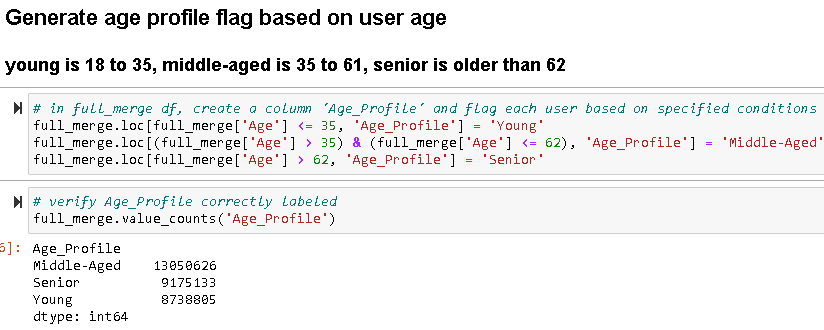 Generate age profile flag based on user age
young is 18 to 35, middle-aged is 35 to 61, senior is older than 62
# in full_merge df, create a column 'Age_Profile' and flag each user based on specified conditions
full_merge.loc[full_merge['Age'] <= 35, 'Age_Profile'] = 'Young'
full_merge.loc[(full_merge['Age'] > 35) & (full_merge['Age'] <= 62), 'Age_Profile'] = 'Middle-Aged'
full_merge.loc[full_merge['Age'] > 62, 'Age_Profile'] = 'Senior'
# verify Age_Profile correctly labeled
full_merge.value_counts('Age_Profile')
6]: Age_Profile
Middle-Aged    13050626
Senior          9175133
Young           8738805
dtype: int64